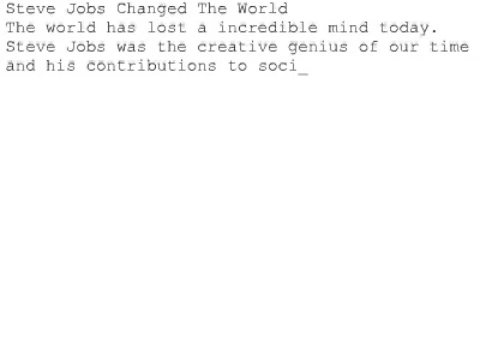 Steve Jobs Changed The World
The world has lost a incredible mind today.
Steve Jobs was the creative genius of our time
and his contributions to soci_